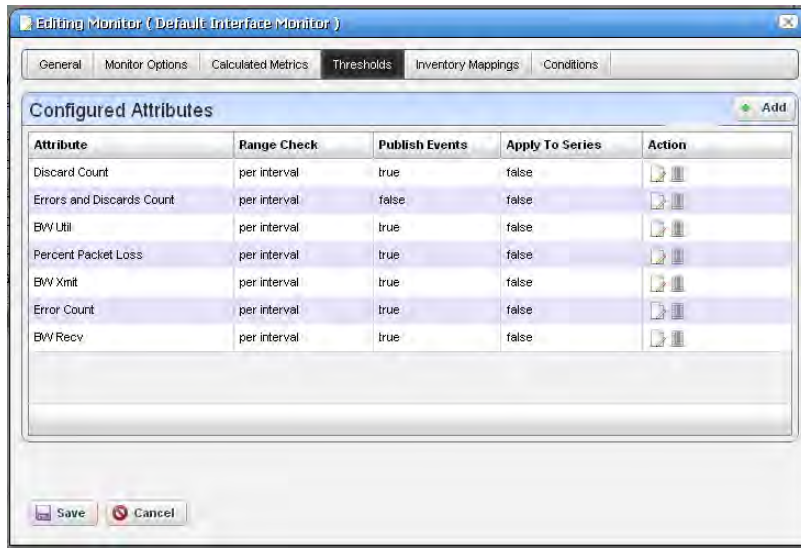 Editing Monitor ( Default Interface Monitor )
General Monitor Options Calculated Metrics Thresholds Inventory Mappings Conditions
Configured Attributes Add
Attribute Range Check Publish Events Apply To Series Action
Discard Count per interval true false
Errors and Discards Count per interval false false
BW Util per interval true false
Percent Packet Loss per interval true false
BW Xmit per interval true false
Error Count per interval true false
BW Recv per interval true false
Save Cancel